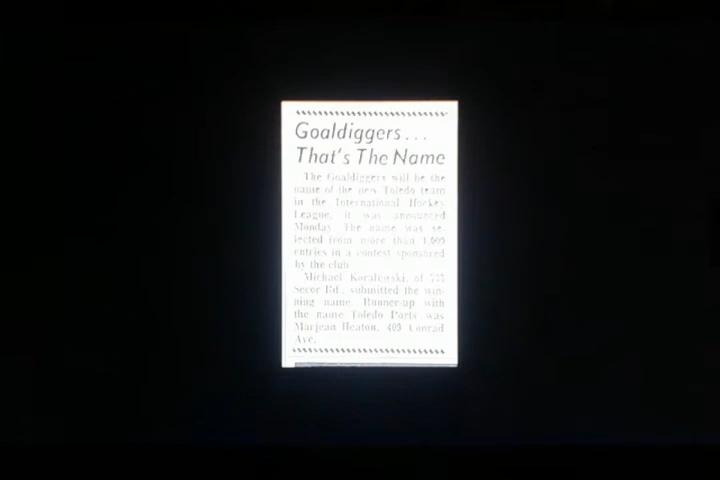 Goaldiggers...
That's The Name
The Goaldiggers will be the
name of the new Toledo team
in the International Hockey
League, it was announced
Monday. The name was se-
lected from more than 1,000
entries in a contest sponsored
by the club.
Michael Koralewski, of
Secor Rd., submitted the win-
ning name. Runner-up with
the name Toledo Ports was
Marjean Heaton, 409 Conrad
Ave.